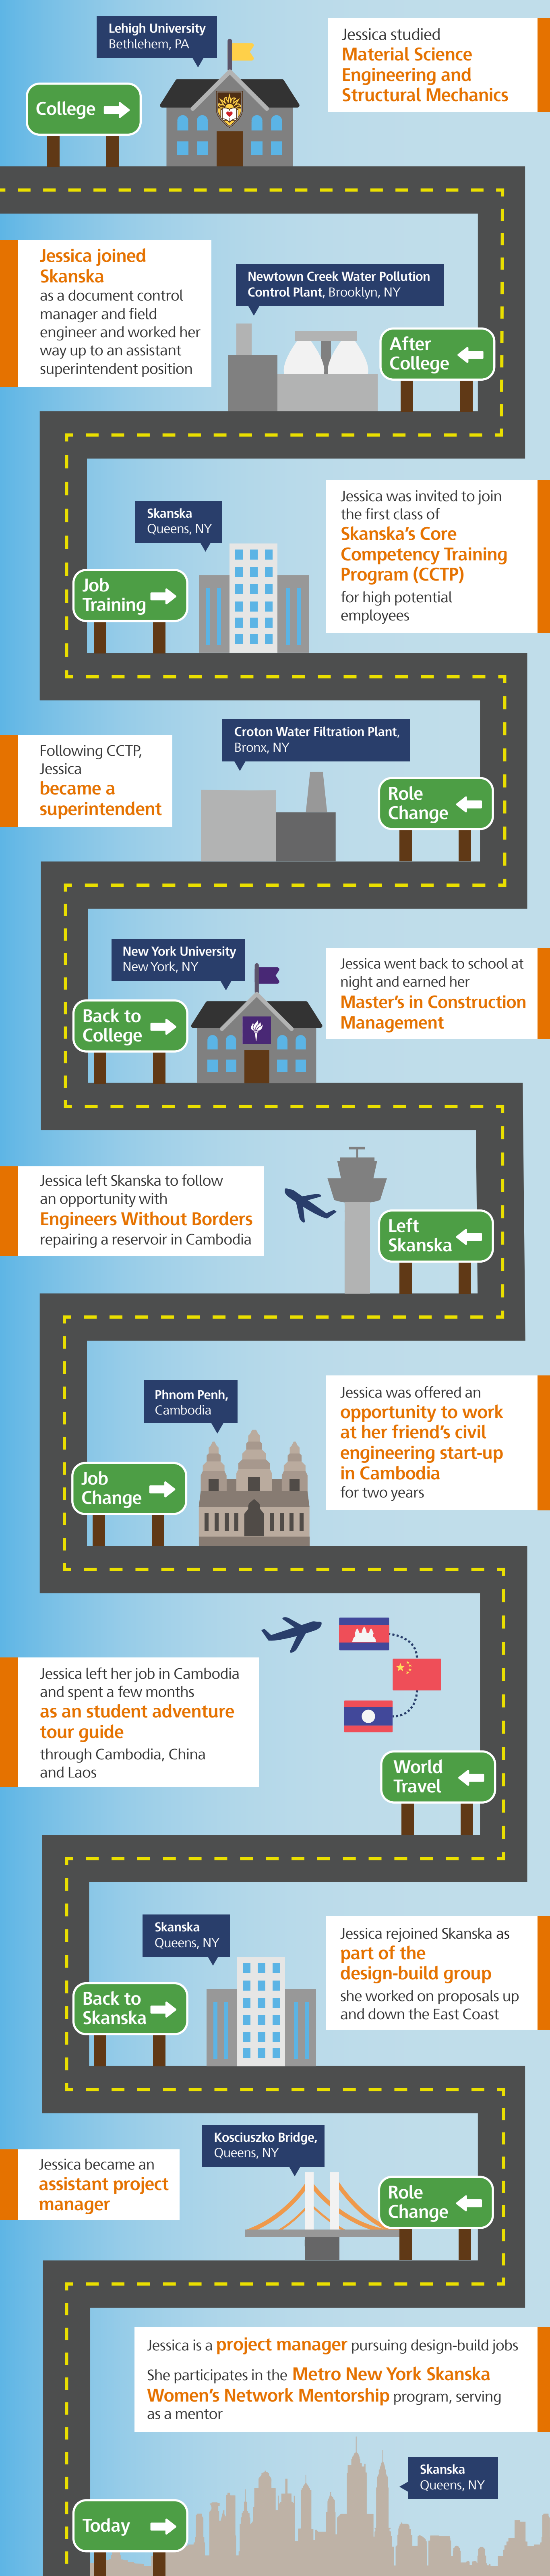 Lehigh University
Bethlehem, PA
Jessica studied
Material Science
Engineering and
Structural Mechanics
College
Jessica joined
Skanska
as a document control
manager and field
engineer and worked her
way up to an assistant
superintendent position
Newtown Creek Water Pollution
Control Plant, Brooklyn, NY
After
College
Skanska
Queens, NY
Jessica was invited to join
the first class of
Skanska's Core
Competency Training
Program (CCTP)
for high potential
employees
Job
Training
Croton Water Filtration Plant,
Bronx, NY
Following CCTP,
Jessica
became a
superintendent
Role
Change
New York University
New York, NY
Jessica went back to school at
night and earned her
Master's in Construction
Management
Back to
College
Jessica left Skanska to follow
an opportunity with
Engineers Without Borders
repairing a reservoir in Cambodia
Left
Skanska
Phnom Penh,
Cambodia
Jessica was offered an
opportunity to work
at her friend's civil
engineering start-up
in Cambodia
for two years
Job
Change
Jessica left her job in Cambodia
and spent a few months
as an student adventure
tour guide
through Cambodia, China
and Laos
World
Travel
Skanska
Queens, NY
Jessica rejoined Skanska as
part of the
design-build group
she worked on proposals up
and down the East Coast
Back to
Skanska
Kosciuszko Bridge,
Queens, NY
Jessica became an
assistant project
manager
Role
Change
Jessica is a project manager pursuing design-build jobs
She participates in the Metro New York Skanska
Women's Network Mentorship program, serving
as a mentor
Skanska
Queens, NY
Today